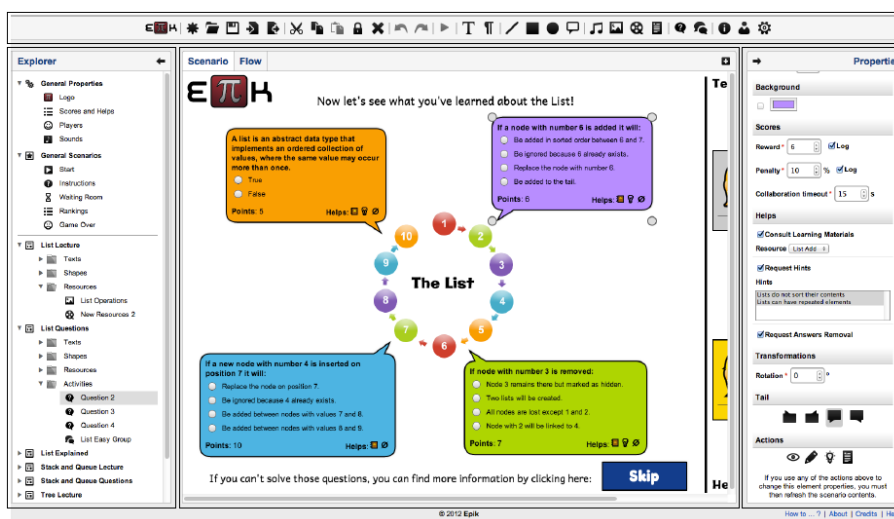 EπK
T ¶
Explorer
General Properties
Logo
Scores and Helps
Players
Sounds
General Scenarios
Start
Instructions
Waiting Room
Rankings
Game Over
List Lecture
Texts
Shapes
Resources
List Operations
New Resources 2
List Questions
Texts
Shapes
Resources
Activities
Question 2
Question 3
Question 4
List Easy Group
List Explained
Stack and Queue Lecture
Stack and Queue Questions
Tree Lecture
Scenario Flow
EπK
Now let's see what you've learned about the List!
Te
A list is an abstract data type that
implements an ordered collection of
values, where the same value may occur
more than once.
True
False
Points: 5 Helps:
If a node with number 6 is added it will:
Be added in sorted order between 6 and 7.
Be ignored because 6 already exists.
Replace the node with number 6.
Be added to the tail.
Points: 6 Helps:
1
2
3
4
5
6
7
8
9
10
The List
If a new node with number 4 is inserted on
position 7 it will:
Replace the node on position 7.
Be ignored because 4 already exists.
Be added between nodes with values 7 and 8.
Be added between nodes with values 6 and 9.
Points: 10 Helps:
If node with number 3 is removed:
Node 3 remains there but marked as hidden.
Two lists will be created.
All nodes are lost except 1 and 2.
Node with 2 will be linked to 4.
Points: 7 Helps:
If you can't solve those questions, you can find more information by clicking here:
Skip
He
Propertie
Background
Scores
Reward * 6 Log
Penalty * 10 % Log
Collaboration timeout * 15 s
Helps
Consult Learning Materials
Resource List Add
Request Hints
Hints
Lists do not sort their contents
Lists can have repeated elements
Request Answers Removal
Transformations
Rotation * 0 °
Tail
Actions
If you use any of the actions above to
change this element properties, you must
then refresh the scenario contents.
© 2012 Epik
How to ... ? | About | Credits | He